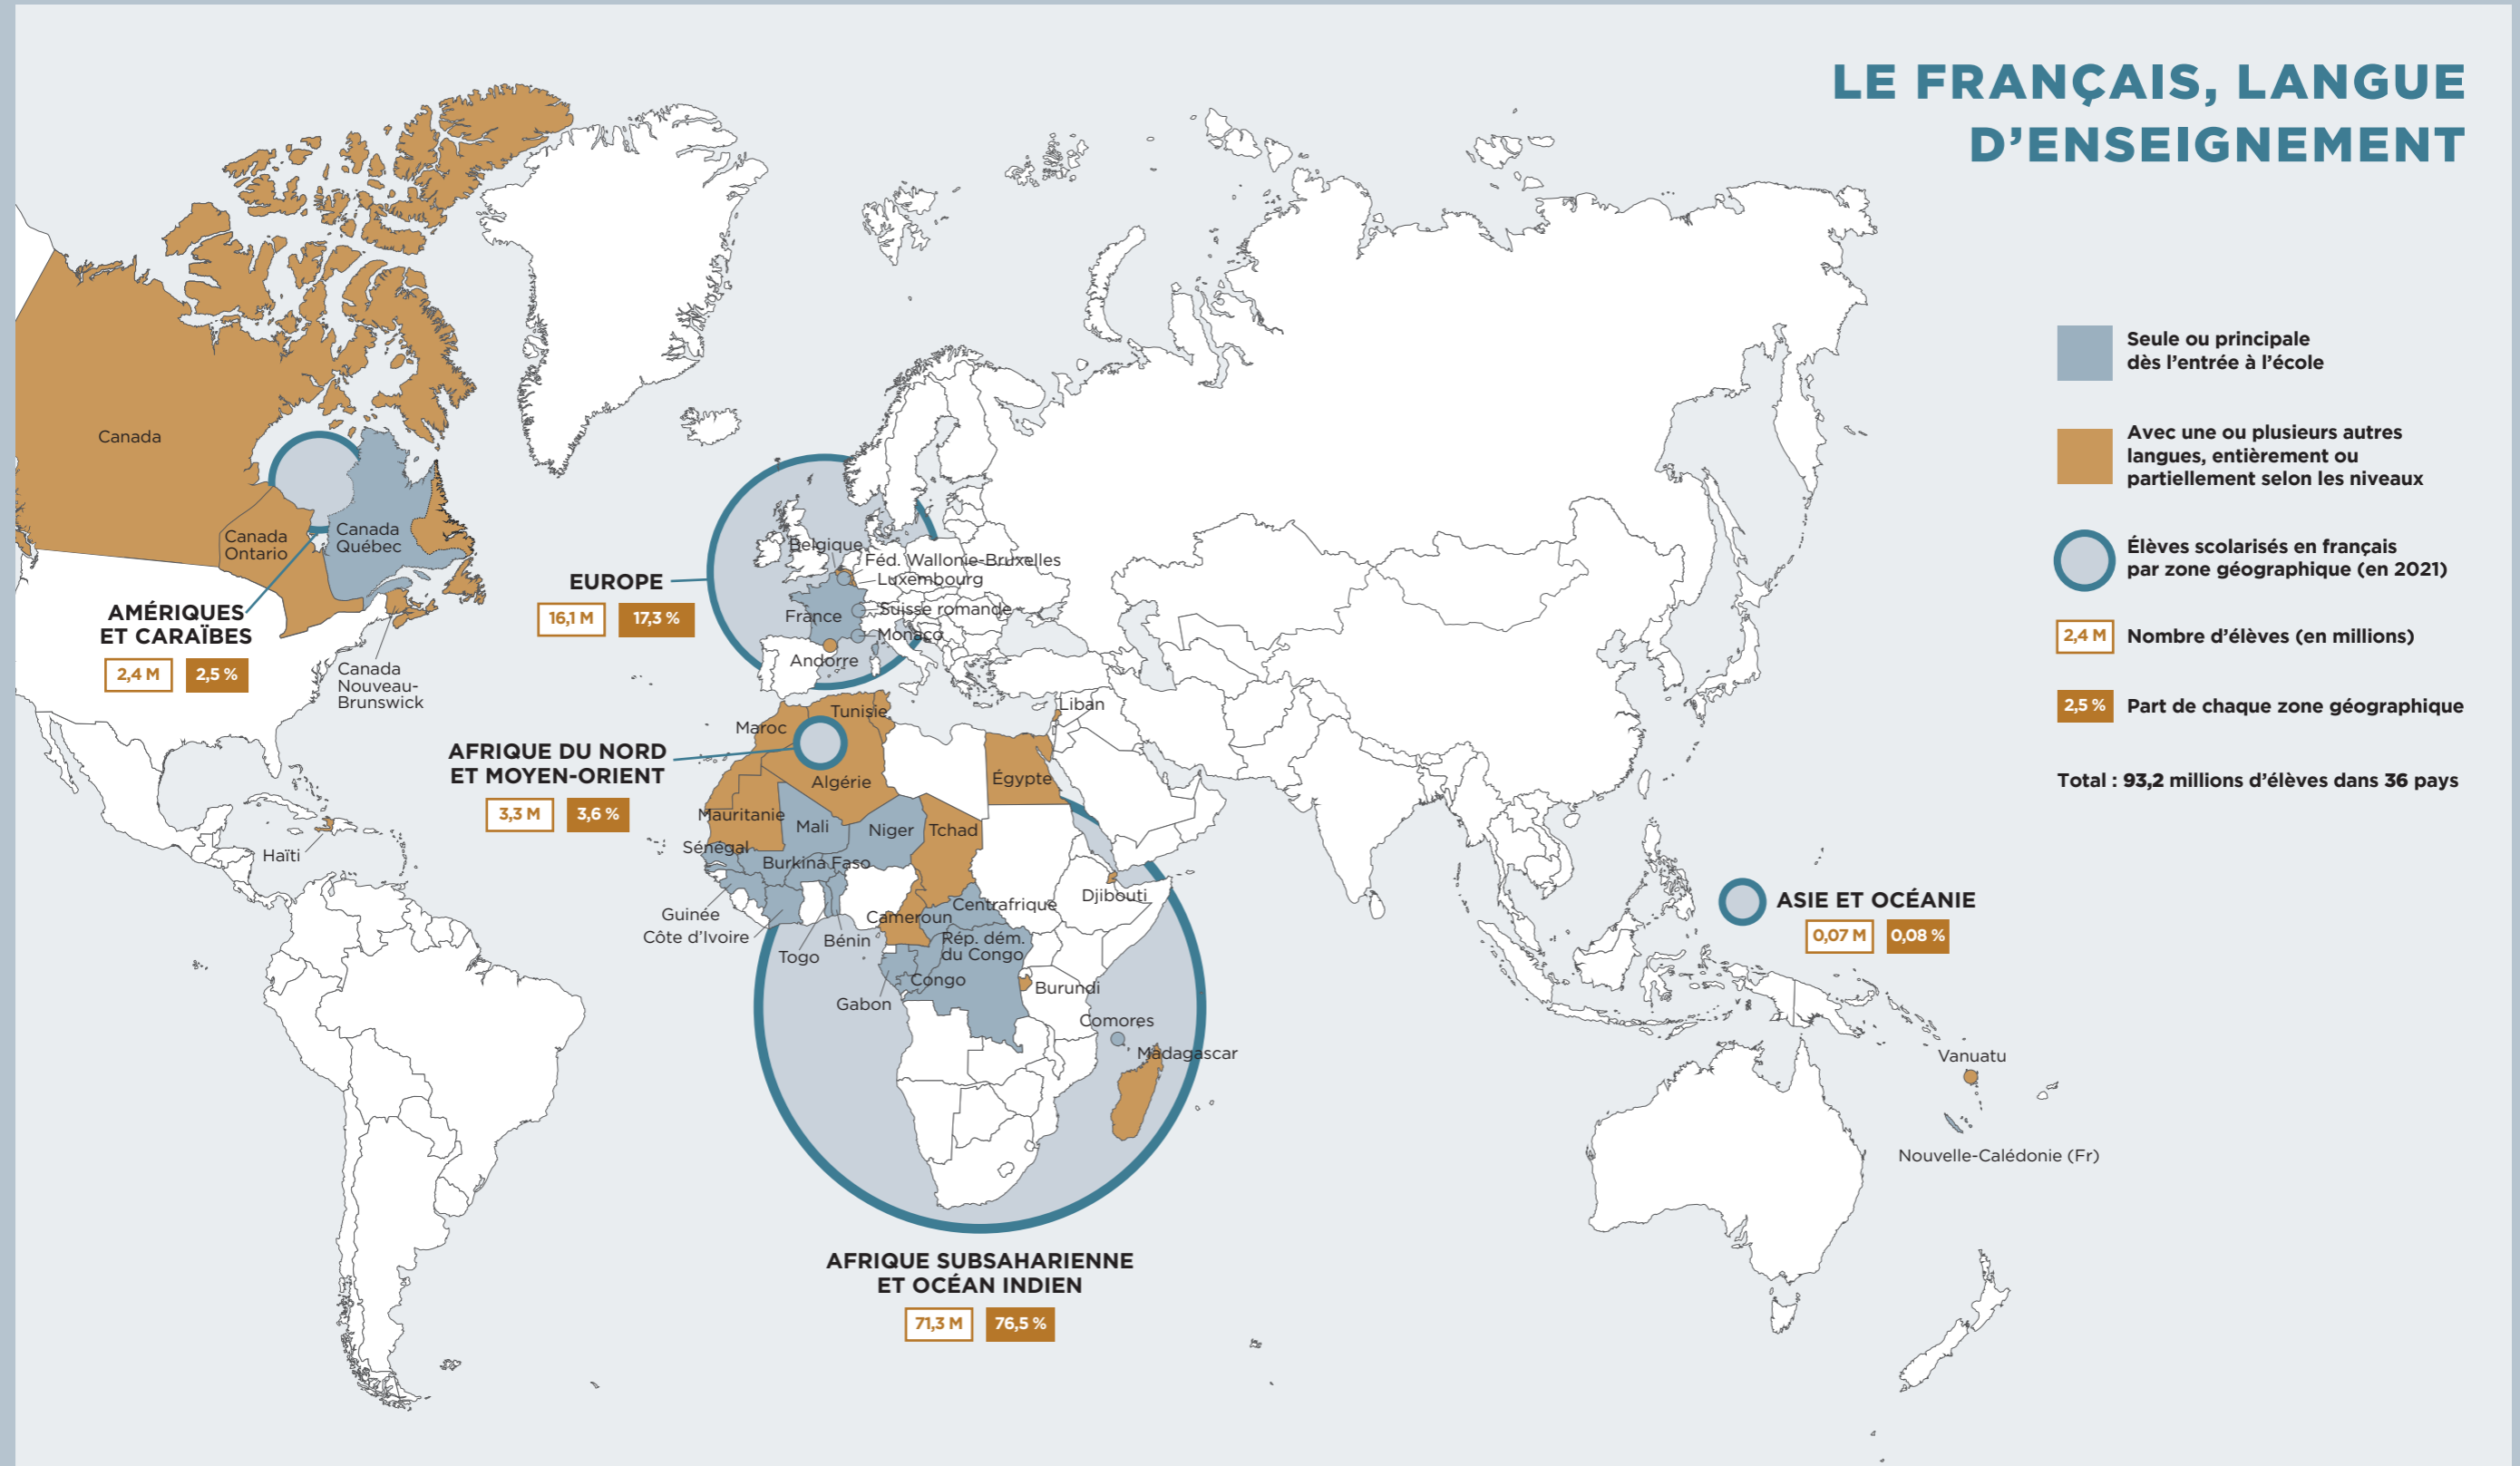 LE FRANÇAIS, LANGUE
D’ENSEIGNEMENT
Seule ou principale
dès l’entrée à l’école
Avec une ou plusieurs autres
langues, entièrement ou
partiellement selon les niveaux
Élèves scolarisés en français
par zone géographique (en 2021)
2,4 M
Nombre d’élèves (en millions)
2,5 %
Part de chaque zone géographique
Total : 93,2 millions d’élèves dans 36 pays
Canada
Canada
Ontario
Canada
Québec
AMÉRIQUES
ET CARAÏBES
2,4 M
2,5 %
Canada
Nouveau-
Brunswick
Haïti
EUROPE
16,1 M
17,3 %
Belgique
Féd. Wallonie-Bruxelles
Luxembourg
France
Suisse romande
Monaco
Andorre
AFRIQUE DU NORD
ET MOYEN-ORIENT
3,3 M
3,6 %
Maroc
Tunisie
Liban
Algérie
Égypte
Mauritanie
Mali
Niger
Tchad
Sénégal
Burkina Faso
Djibouti
Guinée
Côte d’Ivoire
Togo
Bénin
Cameroun
Centrafrique
Rép. dém.
du Congo
Congo
Gabon
Burundi
Comores
Madagascar
AFRIQUE SUBSAHARIENNE
ET OCÉAN INDIEN
71,3 M
76,5 %
ASIE ET OCÉANIE
0,07 M
0,08 %
Vanuatu
Nouvelle-Calédonie (Fr)